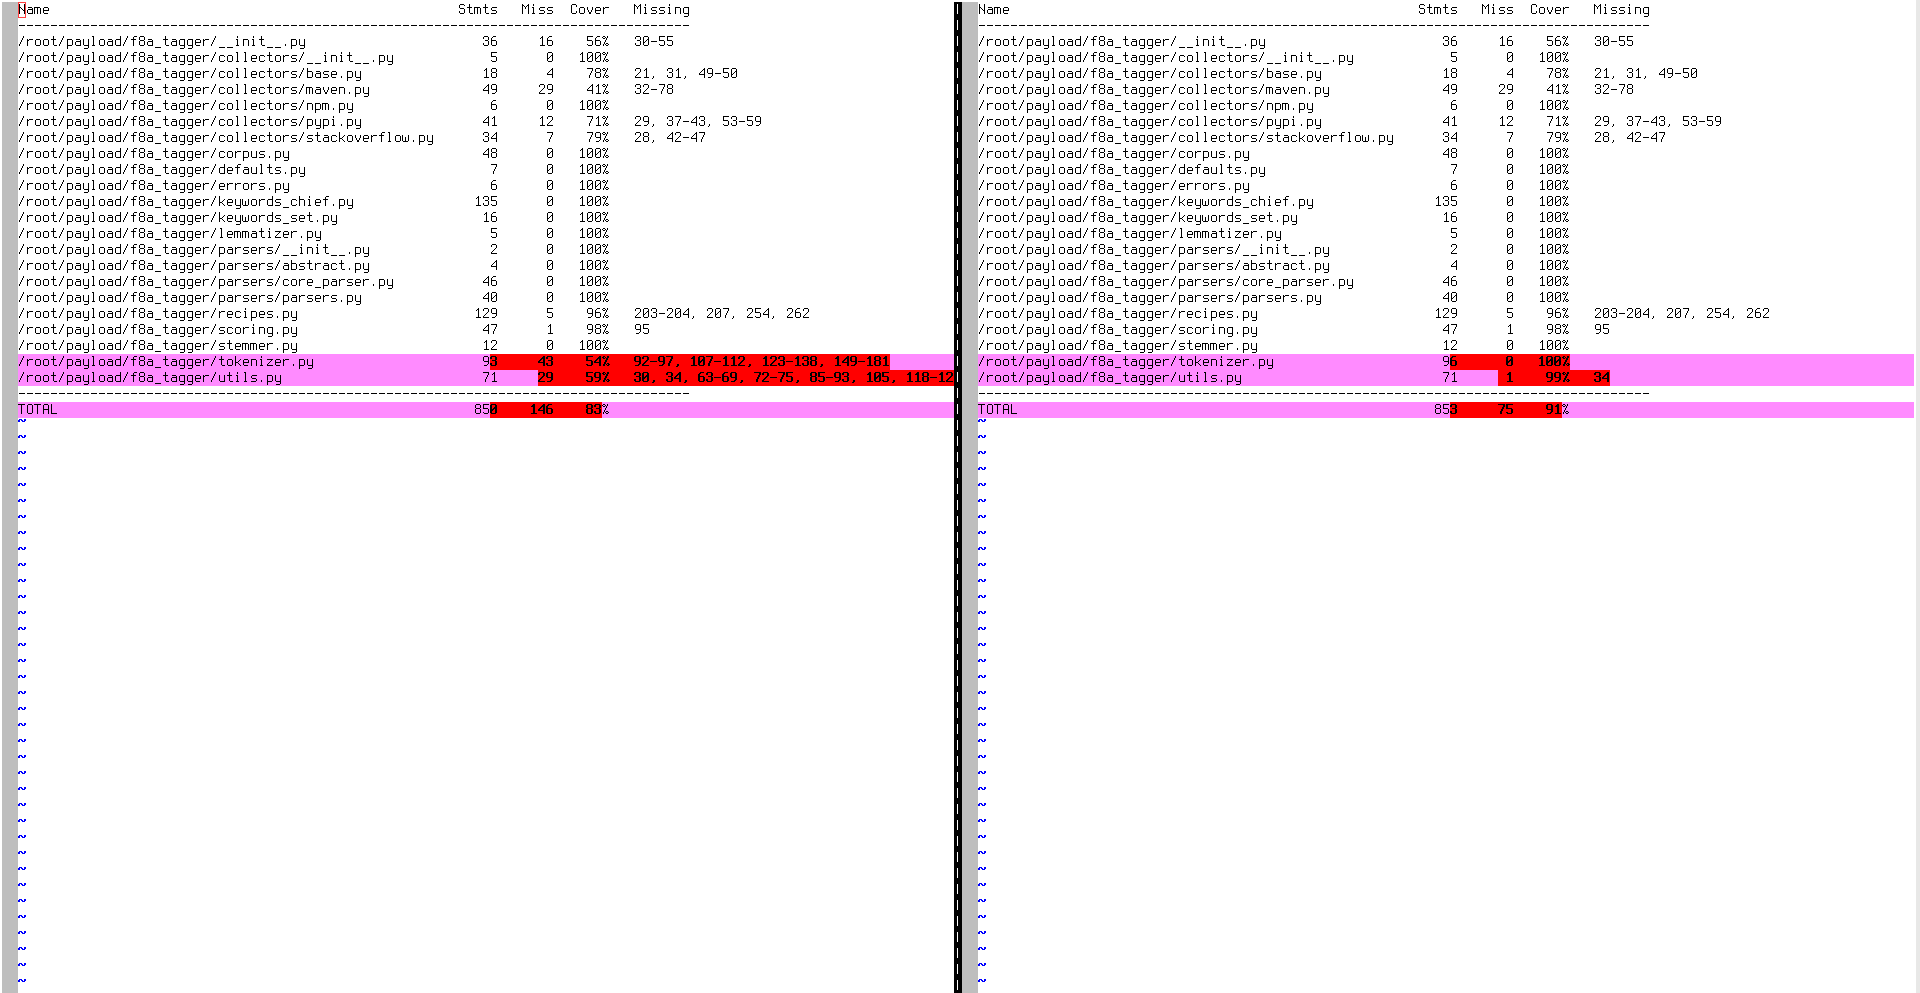 Name Stmts Miss Cover Missing
-------------------------------------------------------------------------------------
/root/payload/f8a_tagger/__init__.py 36 16 56% 30-55
/root/payload/f8a_tagger/collectors/__init__.py 5 0 100%
/root/payload/f8a_tagger/collectors/base.py 18 4 78% 21, 31, 49-50
/root/payload/f8a_tagger/collectors/maven.py 49 29 41% 32-78
/root/payload/f8a_tagger/collectors/npm.py 6 0 100%
/root/payload/f8a_tagger/collectors/pypi.py 41 12 71% 29, 37-43, 53-59
/root/payload/f8a_tagger/collectors/stackoverflow.py 34 7 79% 28, 42-47
/root/payload/f8a_tagger/corpus.py 48 0 100%
/root/payload/f8a_tagger/defaults.py 7 0 100%
/root/payload/f8a_tagger/errors.py 6 0 100%
/root/payload/f8a_tagger/keywords_chief.py 135 0 100%
/root/payload/f8a_tagger/keywords_set.py 16 0 100%
/root/payload/f8a_tagger/lemmatizer.py 5 0 100%
/root/payload/f8a_tagger/parsers/__init__.py 2 0 100%
/root/payload/f8a_tagger/parsers/abstract.py 4 0 100%
/root/payload/f8a_tagger/parsers/core_parser.py 46 0 100%
/root/payload/f8a_tagger/parsers/parsers.py 40 0 100%
/root/payload/f8a_tagger/recipes.py 129 5 96% 203-204, 207, 254, 262
/root/payload/f8a_tagger/scoring.py 47 1 98% 95
/root/payload/f8a_tagger/stemmer.py 12 0 100%
/root/payload/f8a_tagger/tokenizer.py 93 43 54% 92-97, 107-112, 123-138, 149-181
/root/payload/f8a_tagger/utils.py 71 29 59% 30, 34, 63-69, 72-75, 85-93, 105, 118-12
-------------------------------------------------------------------------------------
TOTAL 850 146 83%
Name Stmts Miss Cover Missing
-------------------------------------------------------------------------------------
/root/payload/f8a_tagger/__init__.py 36 16 56% 30-55
/root/payload/f8a_tagger/collectors/__init__.py 5 0 100%
/root/payload/f8a_tagger/collectors/base.py 18 4 78% 21, 31, 49-50
/root/payload/f8a_tagger/collectors/maven.py 49 29 41% 32-78
/root/payload/f8a_tagger/collectors/npm.py 6 0 100%
/root/payload/f8a_tagger/collectors/pypi.py 41 12 71% 29, 37-43, 53-59
/root/payload/f8a_tagger/collectors/stackoverflow.py 34 7 79% 28, 42-47
/root/payload/f8a_tagger/corpus.py 48 0 100%
/root/payload/f8a_tagger/defaults.py 7 0 100%
/root/payload/f8a_tagger/errors.py 6 0 100%
/root/payload/f8a_tagger/keywords_chief.py 135 0 100%
/root/payload/f8a_tagger/keywords_set.py 16 0 100%
/root/payload/f8a_tagger/lemmatizer.py 5 0 100%
/root/payload/f8a_tagger/parsers/__init__.py 2 0 100%
/root/payload/f8a_tagger/parsers/abstract.py 4 0 100%
/root/payload/f8a_tagger/parsers/core_parser.py 46 0 100%
/root/payload/f8a_tagger/parsers/parsers.py 40 0 100%
/root/payload/f8a_tagger/recipes.py 129 5 96% 203-204, 207, 254, 262
/root/payload/f8a_tagger/scoring.py 47 1 98% 95
/root/payload/f8a_tagger/stemmer.py 12 0 100%
/root/payload/f8a_tagger/tokenizer.py 96 0 100%
/root/payload/f8a_tagger/utils.py 71 1 99% 34
-------------------------------------------------------------------------------------
TOTAL 853 75 91%